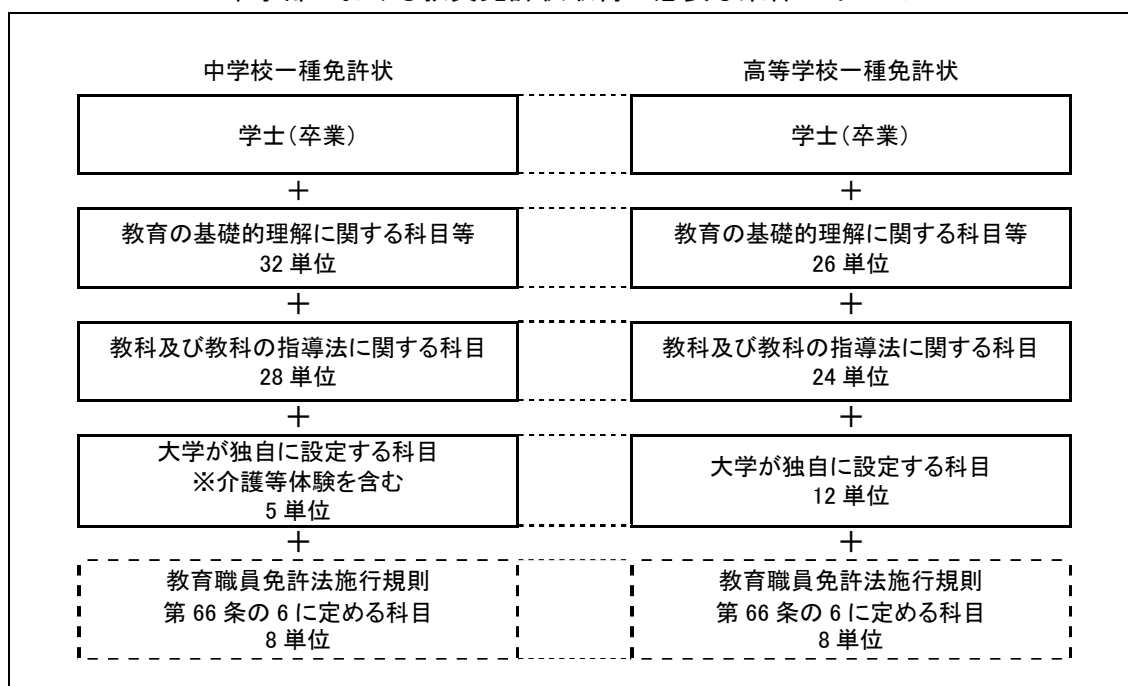 中学校一種免許状
学士(卒業)
+
教育の基礎的理解に関する科目等
32 単位
+
教科及び教科の指導法に関する科目
28 単位
+
大学が独自に設定する科目
※介護等体験を含む
5 単位
+
教育職員免許法施行規則
第 66 条の 6 に定める科目
8 単位
高等学校一種免許状
学士(卒業)
+
教育の基礎的理解に関する科目等
26 単位
+
教科及び教科の指導法に関する科目
24 単位
+
大学が独自に設定する科目
12 単位
+
教育職員免許法施行規則
第 66 条の 6 に定める科目
8 単位